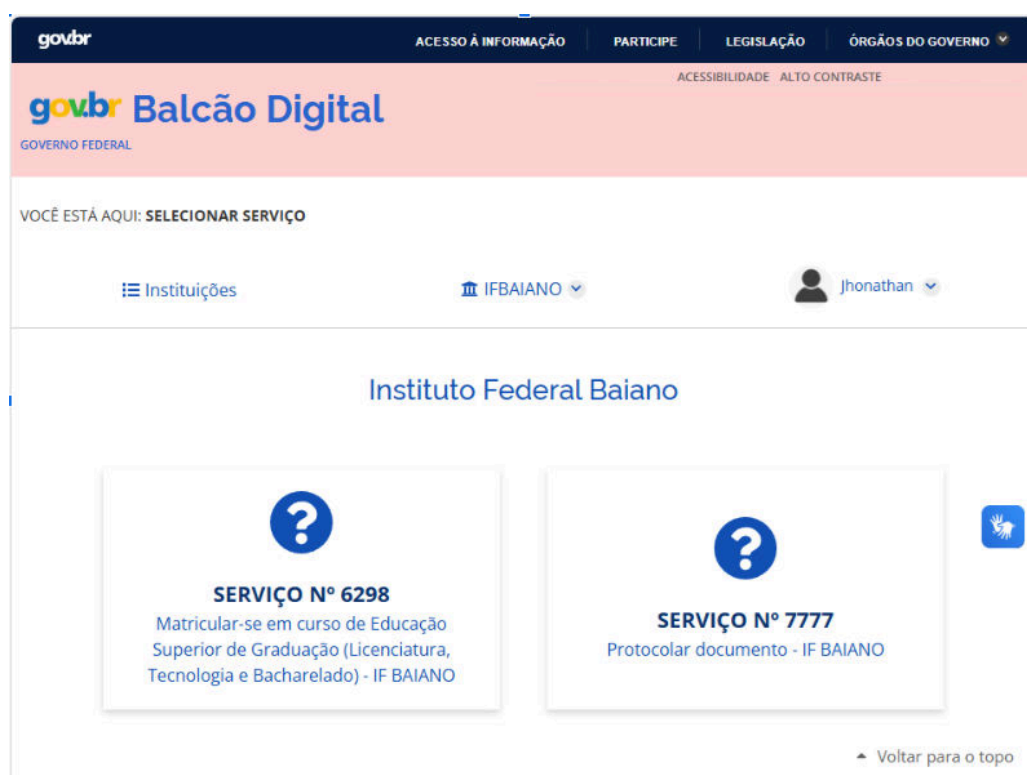 gov.br ACESSO À INFORMAÇÃO PARTICIPE LEGISLAÇÃO ÓRGÃOS DO GOVERNO
ACESSIBILIDADE ALTO CONTRASTE
gov.br Balcão Digital
GOVERNO FEDERAL
VOCÊ ESTÁ AQUI: SELECIONAR SERVIÇO
Instituições IFBAIANO Jhonathan
Instituto Federal Baiano
SERVIÇO Nº 6298
Matricular-se em curso de Educação
Superior de Graduação (Licenciatura,
Tecnologia e Bacharelado) - IF BAIANO
SERVIÇO Nº 7777
Protocolar documento - IF BAIANO
Voltar para o topo